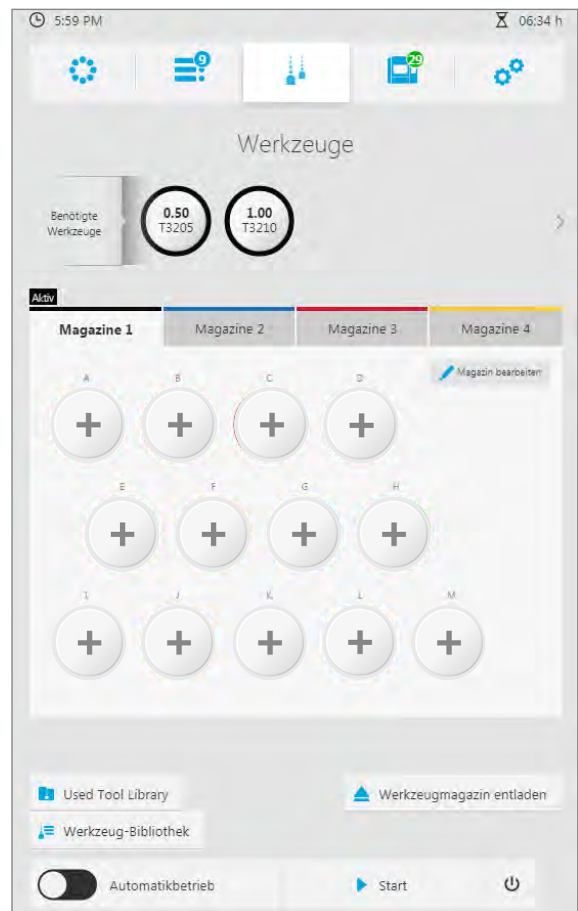 5:59 PM
06:34 h
9
29
Werkzeuge
Benötigte
Werkzeuge
0.50
T3205
1.00
T3210
Aktiv
Magazine 1
Magazine 2
Magazine 3
Magazine 4
Magazin bearbeiten
A
B
C
D
E
F
G
H
I
J
K
L
M
Used Tool Library
Werkzeugmagazin entladen
Werkzeug-Bibliothek
Automatikbetrieb
Start